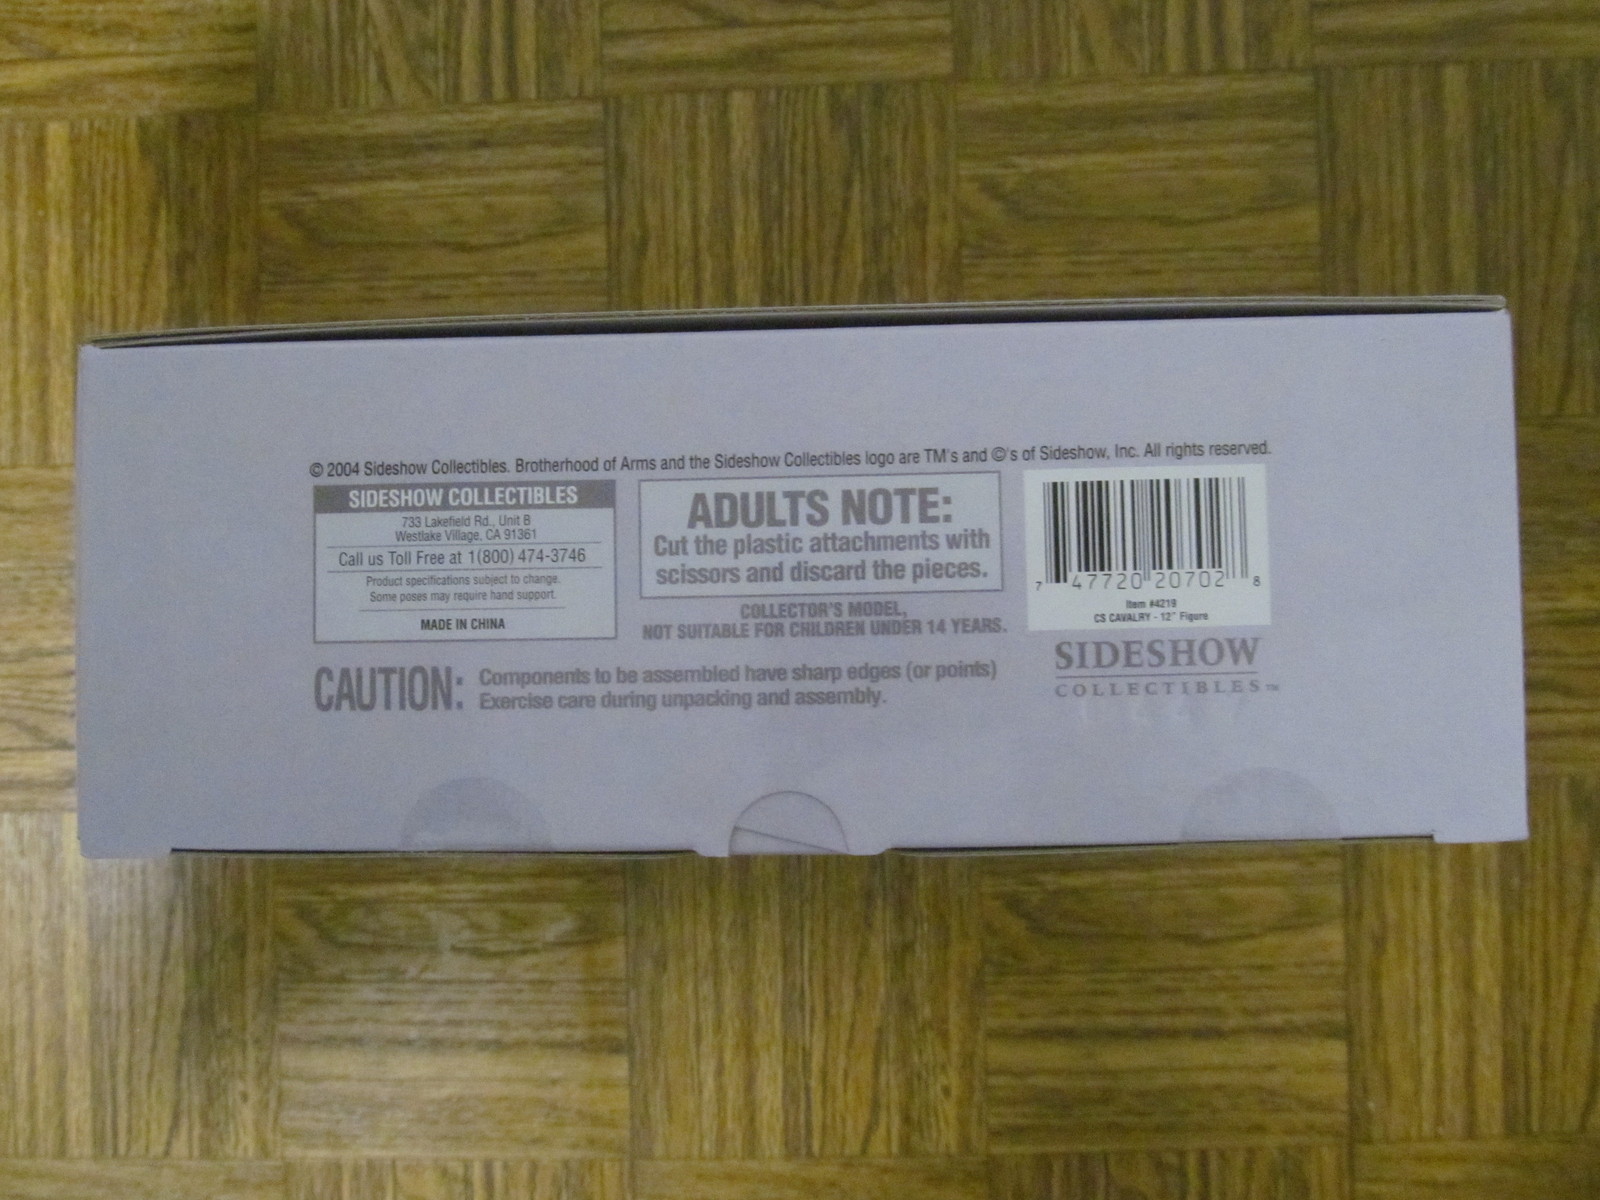 © 2004 Sideshow Collectibles. Brotherhood of Arms and the Sideshow Collectibles logo are TM's and ©'s of Sideshow, Inc. All rights reserved.
SIDESHOW COLLECTIBLES
733 Lakefield Rd., Unit B
Westlake Village, CA 91361
Call us Toll Free at 1(800) 474-3746
Product specifications subject to change.
Some poses may require hand support.
MADE IN CHINA
ADULTS NOTE:
Cut the plastic attachments with
scissors and discard the pieces.
COLLECTOR'S MODEL,
NOT SUITABLE FOR CHILDREN UNDER 14 YEARS.
CAUTION:
Components to be assembled have sharp edges (or points)
Exercise care during unpacking and assembly.
7 47720 20702 8
Item #4219
CS CAVALRY - 12" Figure
SIDESHOW
COLLECTIBLES™